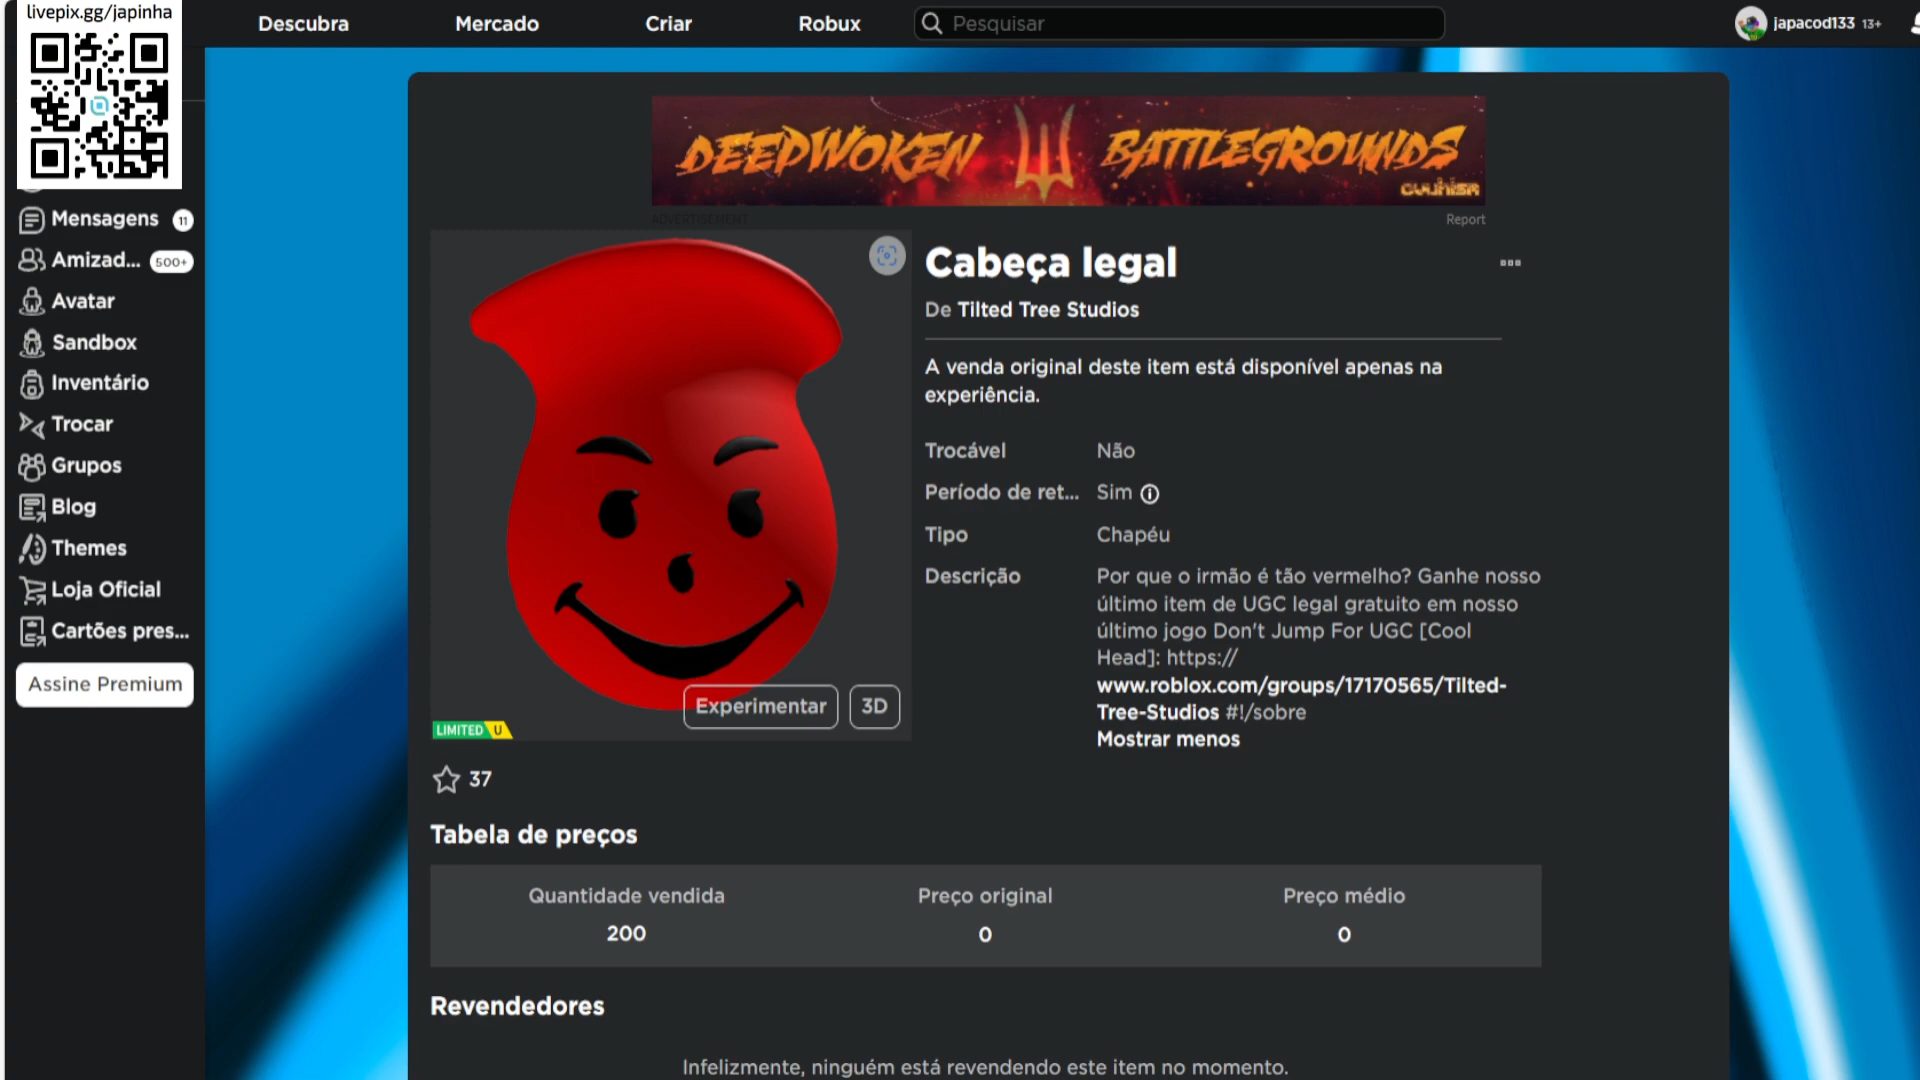 livepix.gg/japinha
Descubra
Mercado
Criar
Robux
Pesquisar
japacod133 13+
Mensagens 11
Amizad... 500+
Avatar
Sandbox
Inventário
Trocar
Grupos
Blog
Themes
Loja Oficial
Cartões pres...
Assine Premium
DEEPWOKEN BATTLEGROUNDS
ADVERTISEMENT
Report
Cabeça legal
De Tilted Tree Studios
A venda original deste item está disponível apenas na
experiência.
Trocável Não
Período de ret... Sim
Tipo Chapéu
Descrição Por que o irmão é tão vermelho? Ganhe nosso
último item de UGC legal gratuito em nosso
último jogo Don't Jump For UGC [Cool
Head]: https://
www.roblox.com/groups/17170565/Tilted-
Tree-Studios #!/sobre
Mostrar menos
Experimentar
3D
LIMITED U
37
Tabela de preços
Quantidade vendida Preço original Preço médio
200 0 0
Revendedores
Infelizmente, ninguém está revendendo este item no momento.